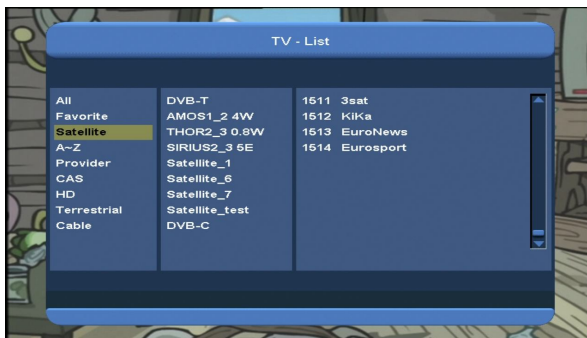 TV - List
All
Favorite
Satellite
A~Z
Provider
CAS
HD
Terrestrial
Cable
DVB-T
AMOS1_2 4W
THOR2_3 0.8W
SIRIUS2_3 5E
Satellite_1
Satellite_6
Satellite_7
Satellite_test
DVB-C
1511 3sat
1512 KiKa
1513 EuroNews
1514 Eurosport